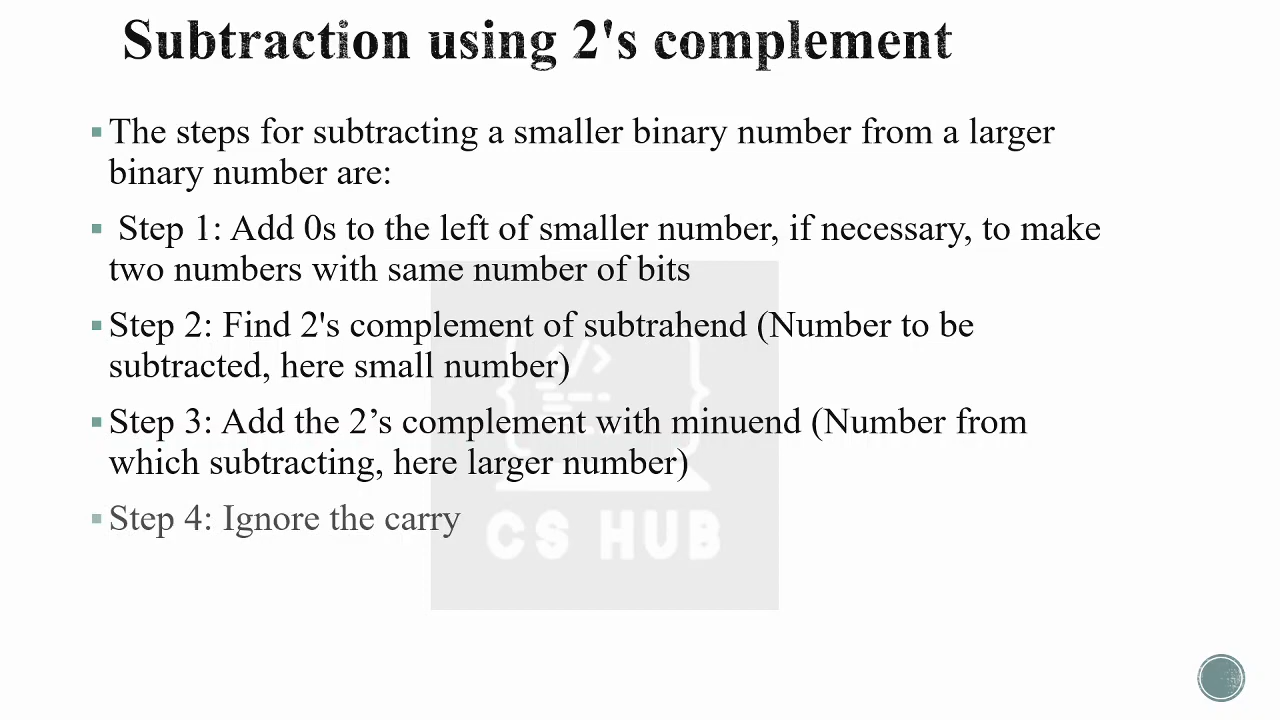 Subtraction using 2's complement
▪ The steps for subtracting a smaller binary number from a larger
binary number are:
▪ Step 1: Add 0s to the left of smaller number, if necessary, to make
two numbers with same number of bits
▪ Step 2: Find 2's complement of subtrahend (Number to be
subtracted, here small number)
▪ Step 3: Add the 2’s complement with minuend (Number from
which subtracting, here larger number)
▪ Step 4: Ignore the carry
CS HUB